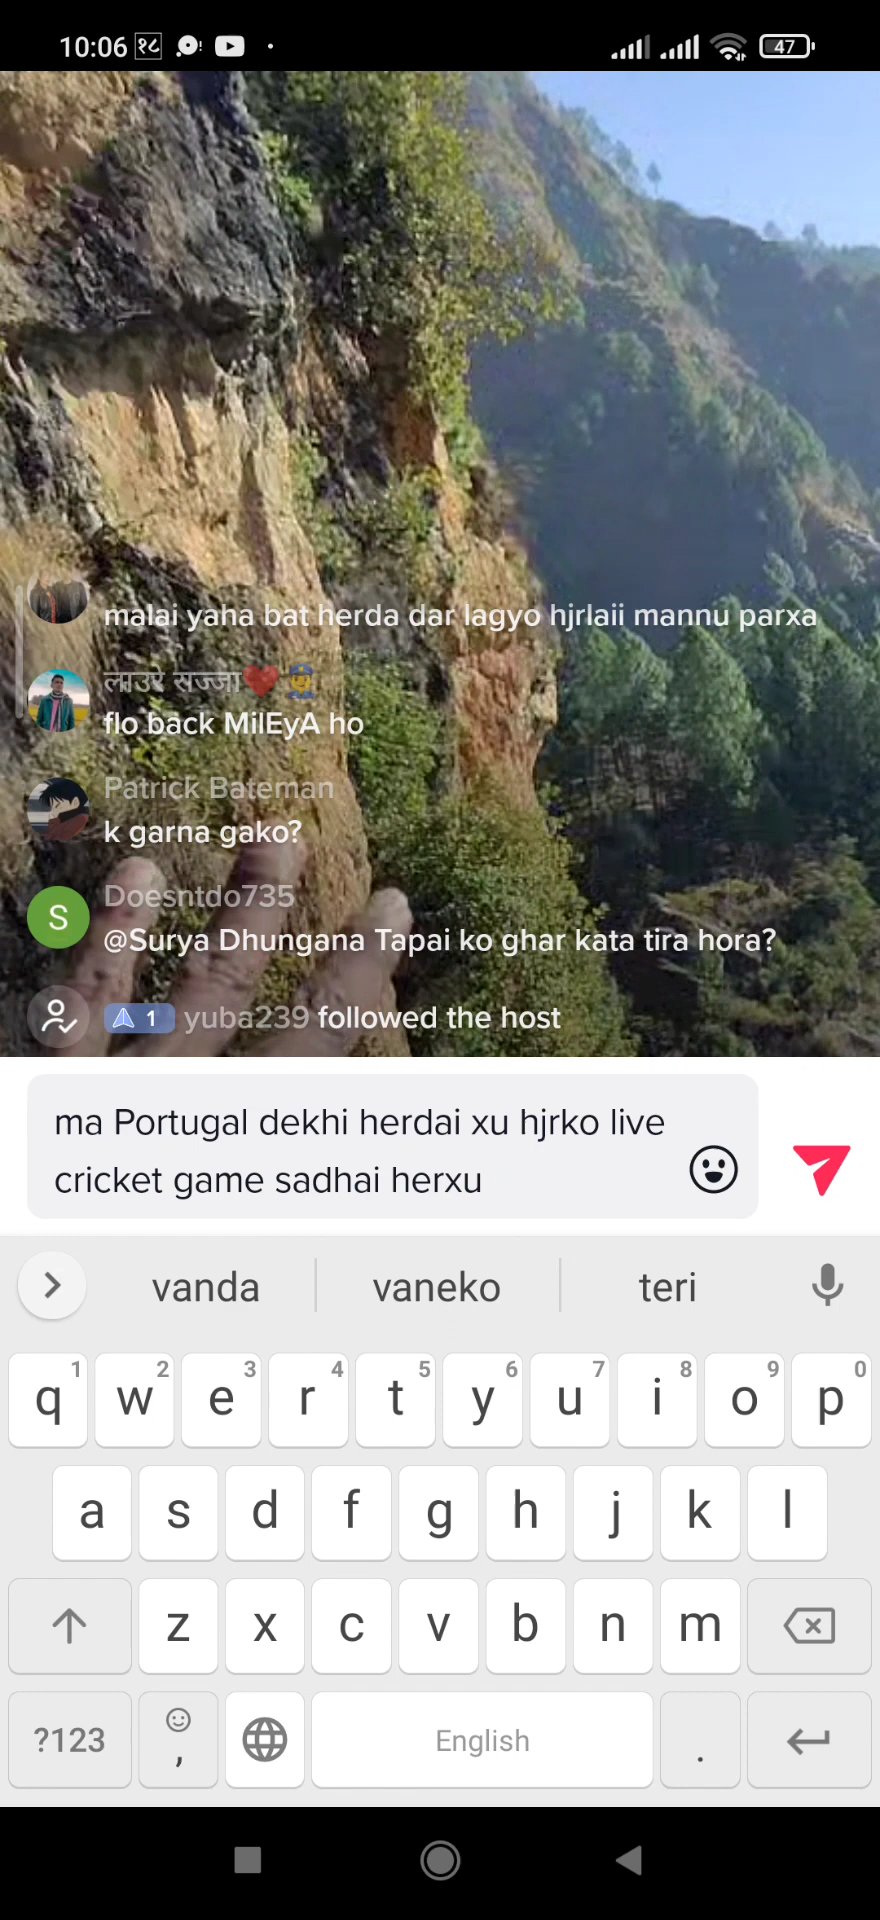 10:06 १८
47
malai yaha bat herda dar lagyo hjrlaii mannu parxa
लाउरे सज्जा❤️👮
flo back MilEyA ho
Patrick Bateman
k garna gako?
S
Doesntdo735
@Surya Dhungana Tapai ko ghar kata tira hora?
1 yuba239 followed the host
ma Portugal dekhi herdai xu hjrko live
cricket game sadhai herxu
vanda vaneko teri
1 2 3 4 5 6 7 8 9 0
q w e r t y u i o p
a s d f g h j k l
z x c v b n m
?123 , English .